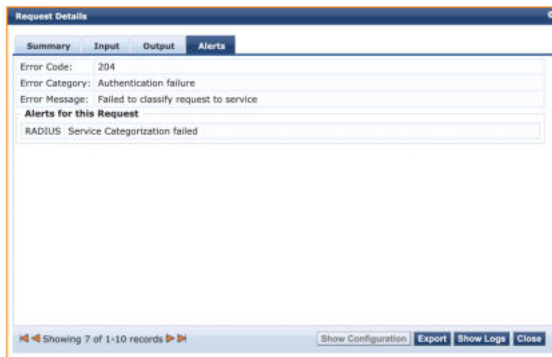 Request Details
Summary Input Output Alerts
Error Code: 204
Error Category: Authentication failure
Error Message: Failed to classify request to service
Alerts for this Request
RADIUS Service Categorization failed
Showing 7 of 1-10 records Show Configuration Export Show Logs Close